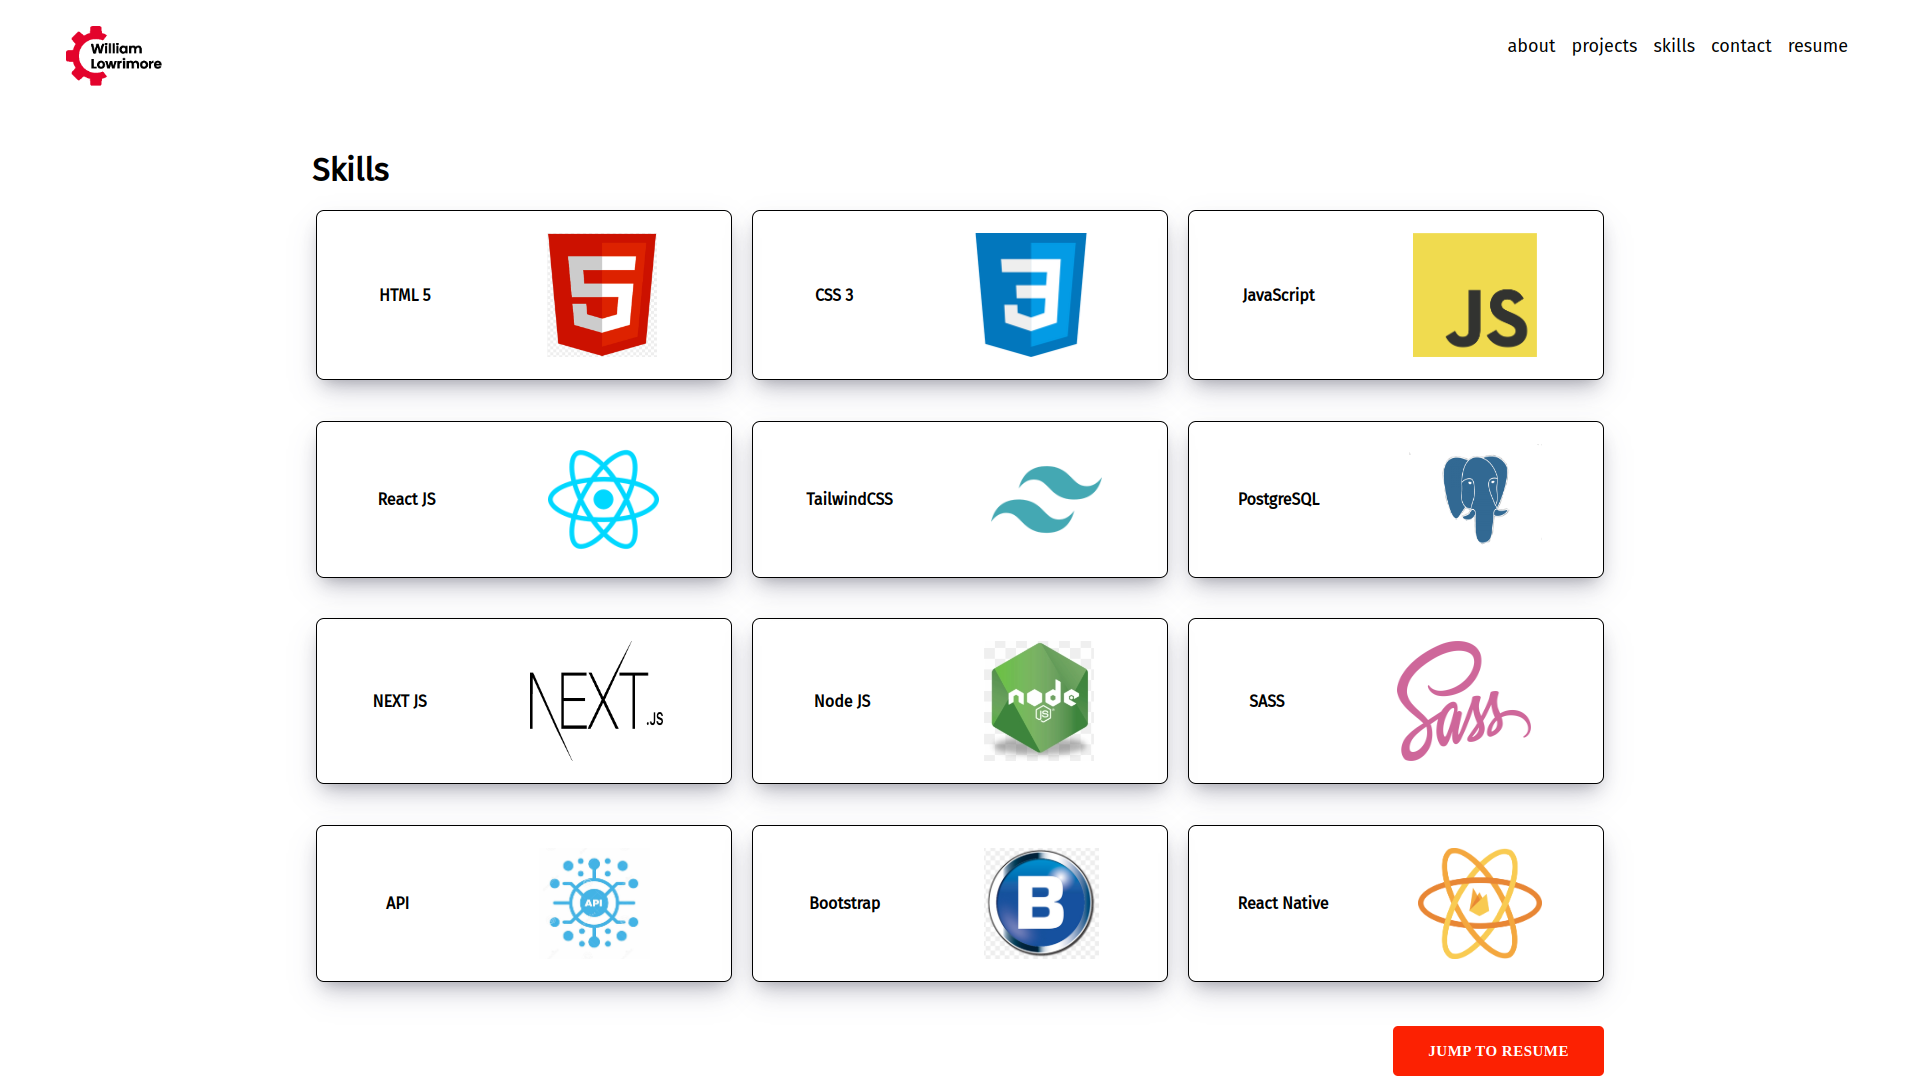 William
Lowrimore
about projects skills contact resume
Skills
HTML 5
5
CSS 3
3
JavaScript
JS
React JS
TailwindCSS
PostgreSQL
NEXT JS
NEXT.JS
Node JS
node
JS
SASS
Sass
API
API
Bootstrap
B
React Native
JUMP TO RESUME